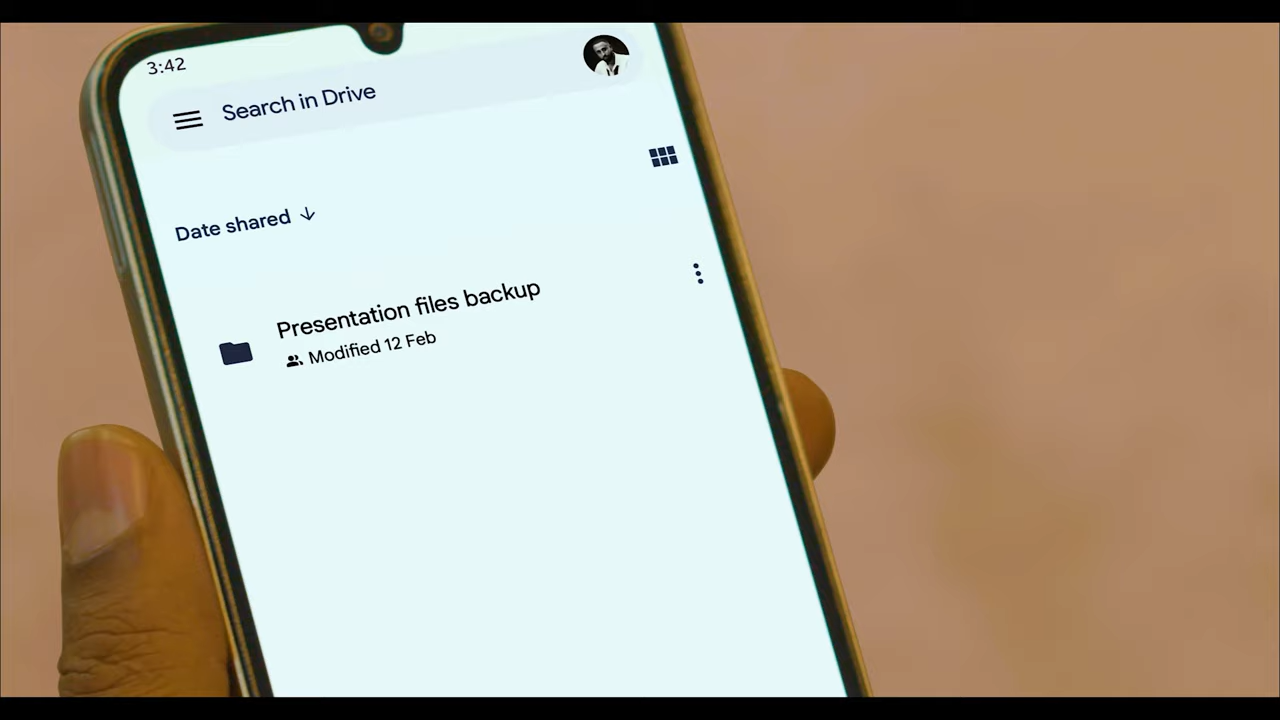 3:42
Search in Drive
Date shared
Presentation files backup
Modified 12 Feb